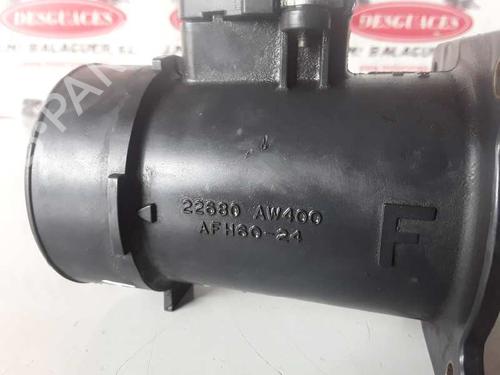 DESGUACES
DESGUACES
22680 AW400
AFH60-24
F